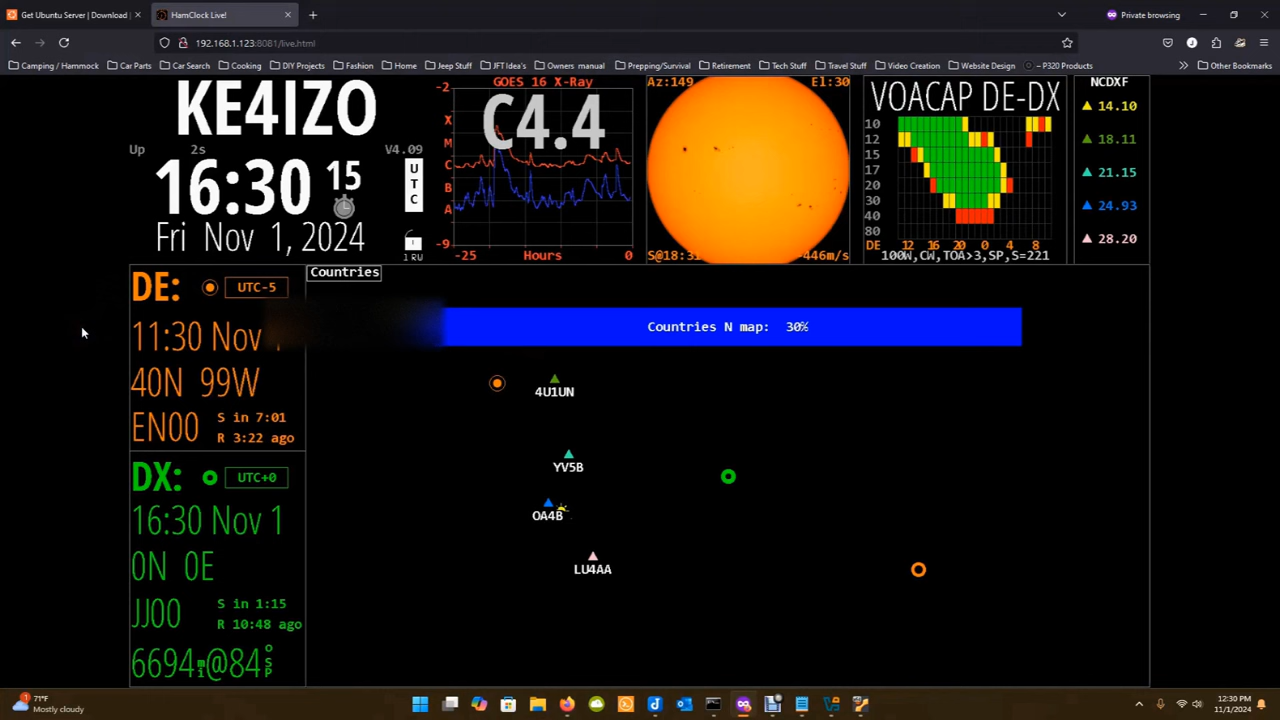 Get Ubuntu Server | Download |
HamClock Live!
Private browsing
192.168.1.123:8081/live.html
Camping / Hammock
Car Parts
Car Search
Cooking
DIY Projects
Fashion
Home
Jeep Stuff
JFT Idea's
Owners manual
Prepping/Survival
Retirement
Tech Stuff
Travel Stuff
Video Creation
Website Design
– P320 Products
Other Bookmarks
KE4IZO
Up 2s V4.09
16:30 15
UTC
Fri Nov 1, 2024
1 RU
GOES 16 X-Ray
C4.4
-2
X
M
C
B
A
-9
-25 Hours 0
Az:149 El:30
446m/s
VOACAP DE-DX
10
12
15
17
20
30
40
80
DE 12 16 20 0 4 8
100W,CW,TOA>3,SP,S=221
NCDXF
14.10
18.11
21.15
24.93
28.20
DE: UTC-5
11:30 Nov 1
40N 99W
EN00 S in 7:01
R 3:22 ago
DX: UTC+0
16:30 Nov 1
0N 0E
JJ00 S in 1:15
R 10:48 ago
6694mi@84° SP
Countries
Countries N map: 30%
4U1UN
YV5B
OA4B
LU4AA
1
71°F
Mostly cloudy
12:30 PM
11/1/2024